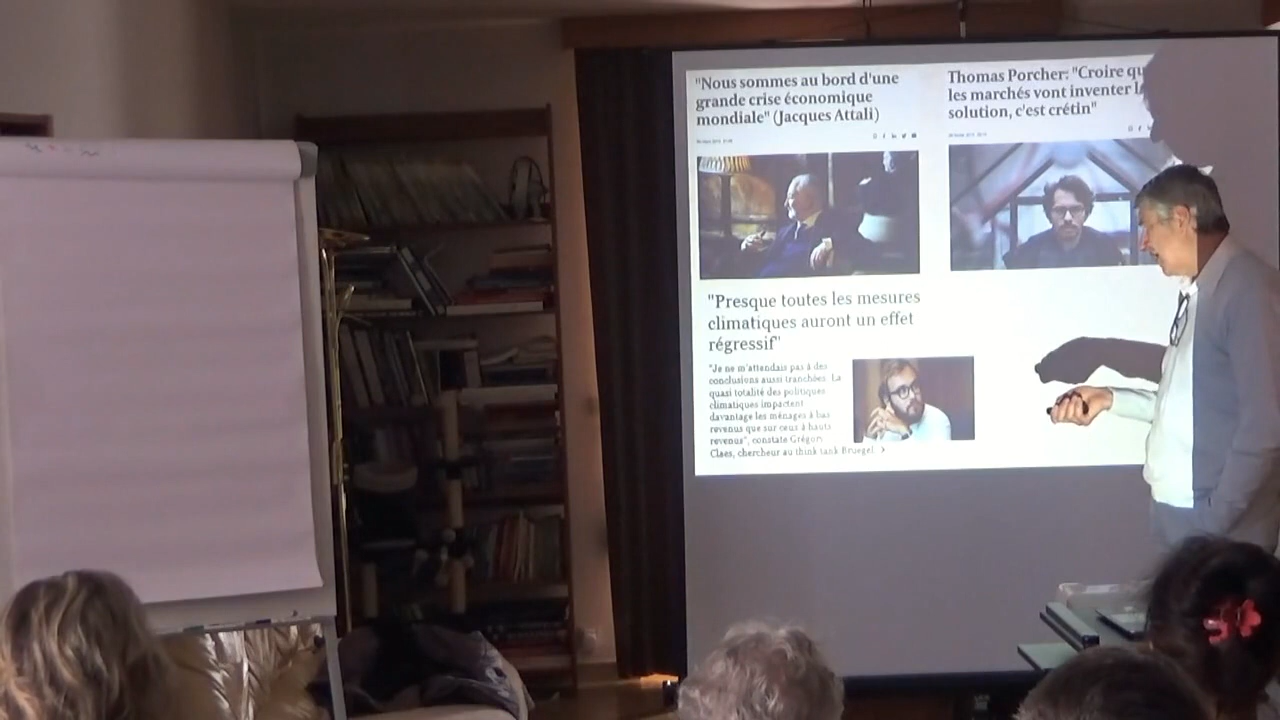 "Nous sommes au bord d'une
grande crise économique
mondiale" (Jacques Attali)
Thomas Porcher: "Croire qu
les marchés vont inventer l
solution, c'est crétin"
"Presque toutes les mesures
climatiques auront un effet
régressif"
"Je ne m'attendais pas à des
conclusions aussi tranchées. La
quasi totalité des politiques
climatiques impactent
davantage les ménages à bas
revenus que sur ceux à hauts
revenus", constate Grégory
Claes, chercheur au think tank Bruegel.